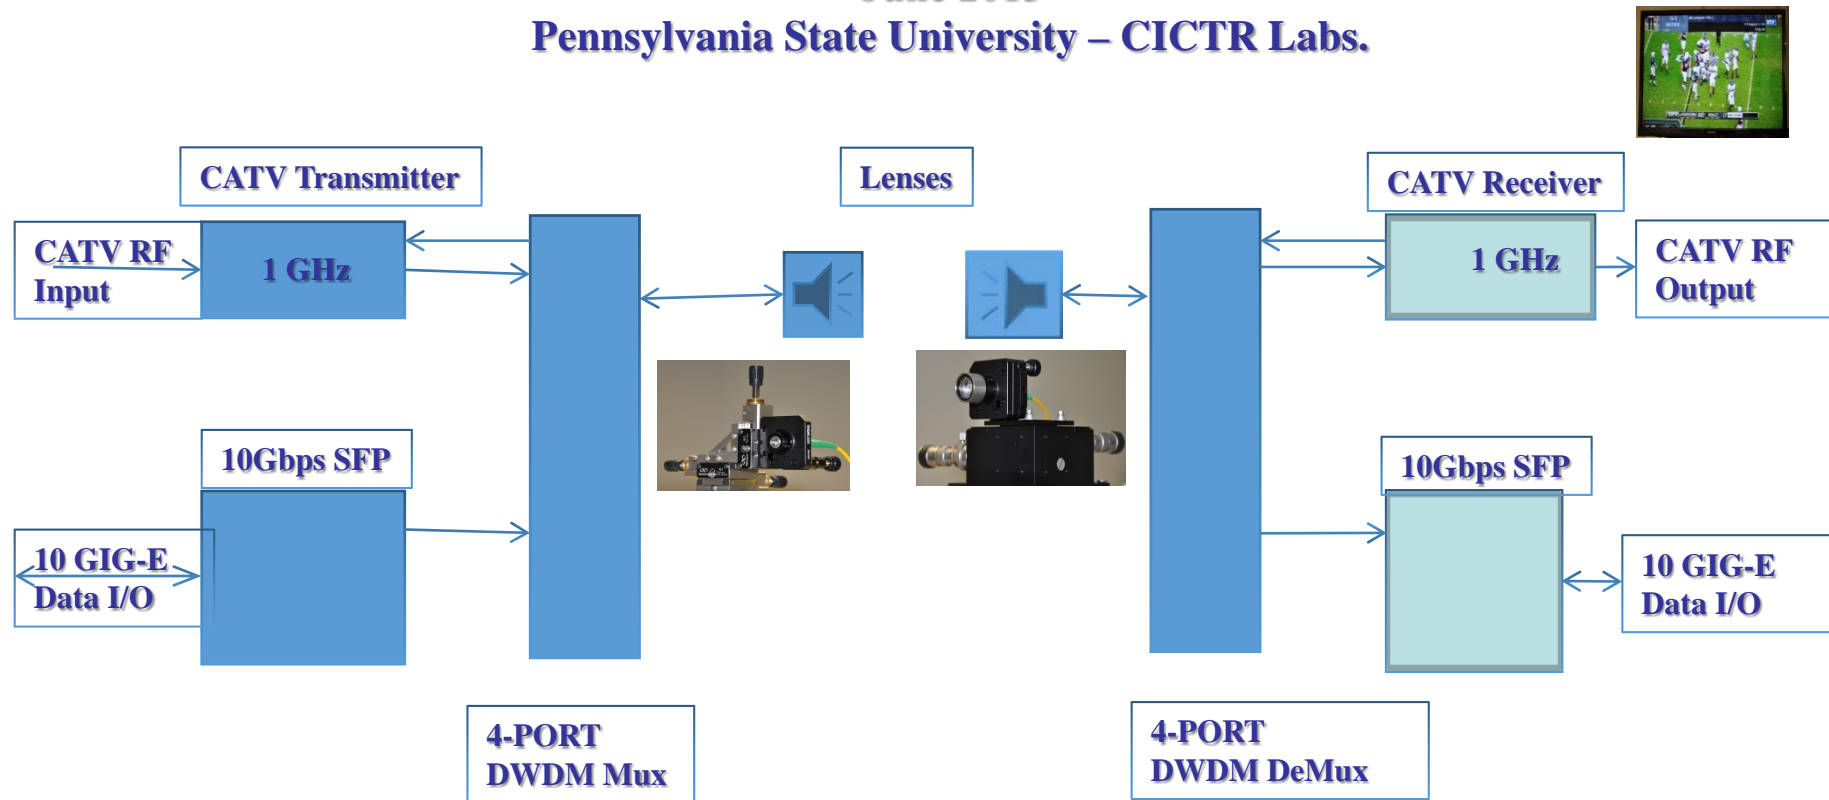 Pennsylvania State University – CICTR Labs.
CATV Transmitter
Lenses
CATV Receiver
CATV RF
Input
1 GHz
1 GHz
CATV RF
Output
10Gbps SFP
10Gbps SFP
10 GIG-E
Data I/O
10 GIG-E
Data I/O
4-PORT
DWDM Mux
4-PORT
DWDM DeMux